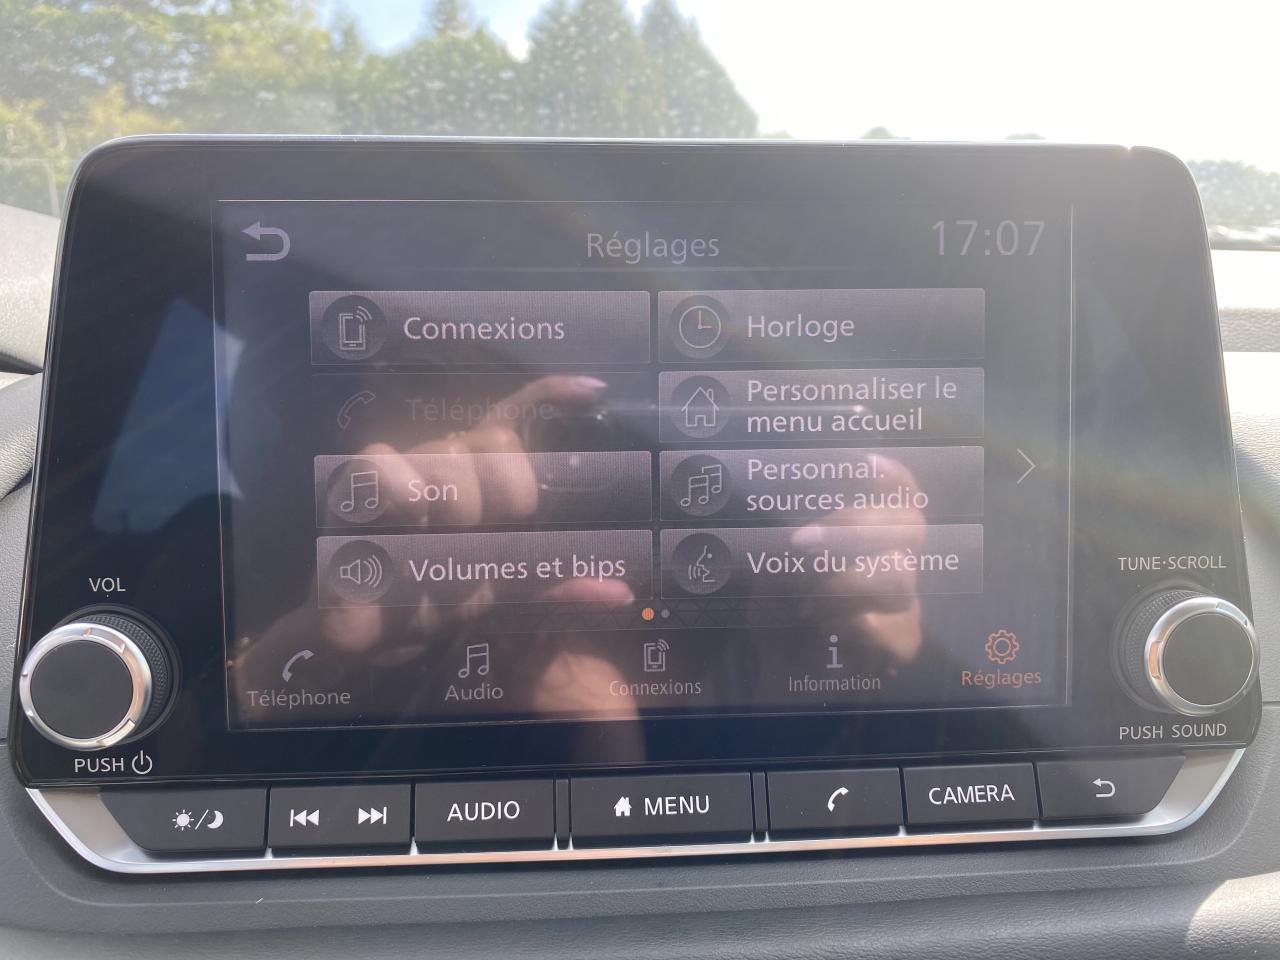 Réglages
17:07
Connexions
Horloge
Téléphone
Personnaliser le
menu accueil
Son
Personnal.
sources audio
Volumes et bips
Voix du système
Téléphone
Audio
Connexions
Information
Réglages
VOL
PUSH
TUNE·SCROLL
PUSH SOUND
AUDIO
MENU
CAMERA